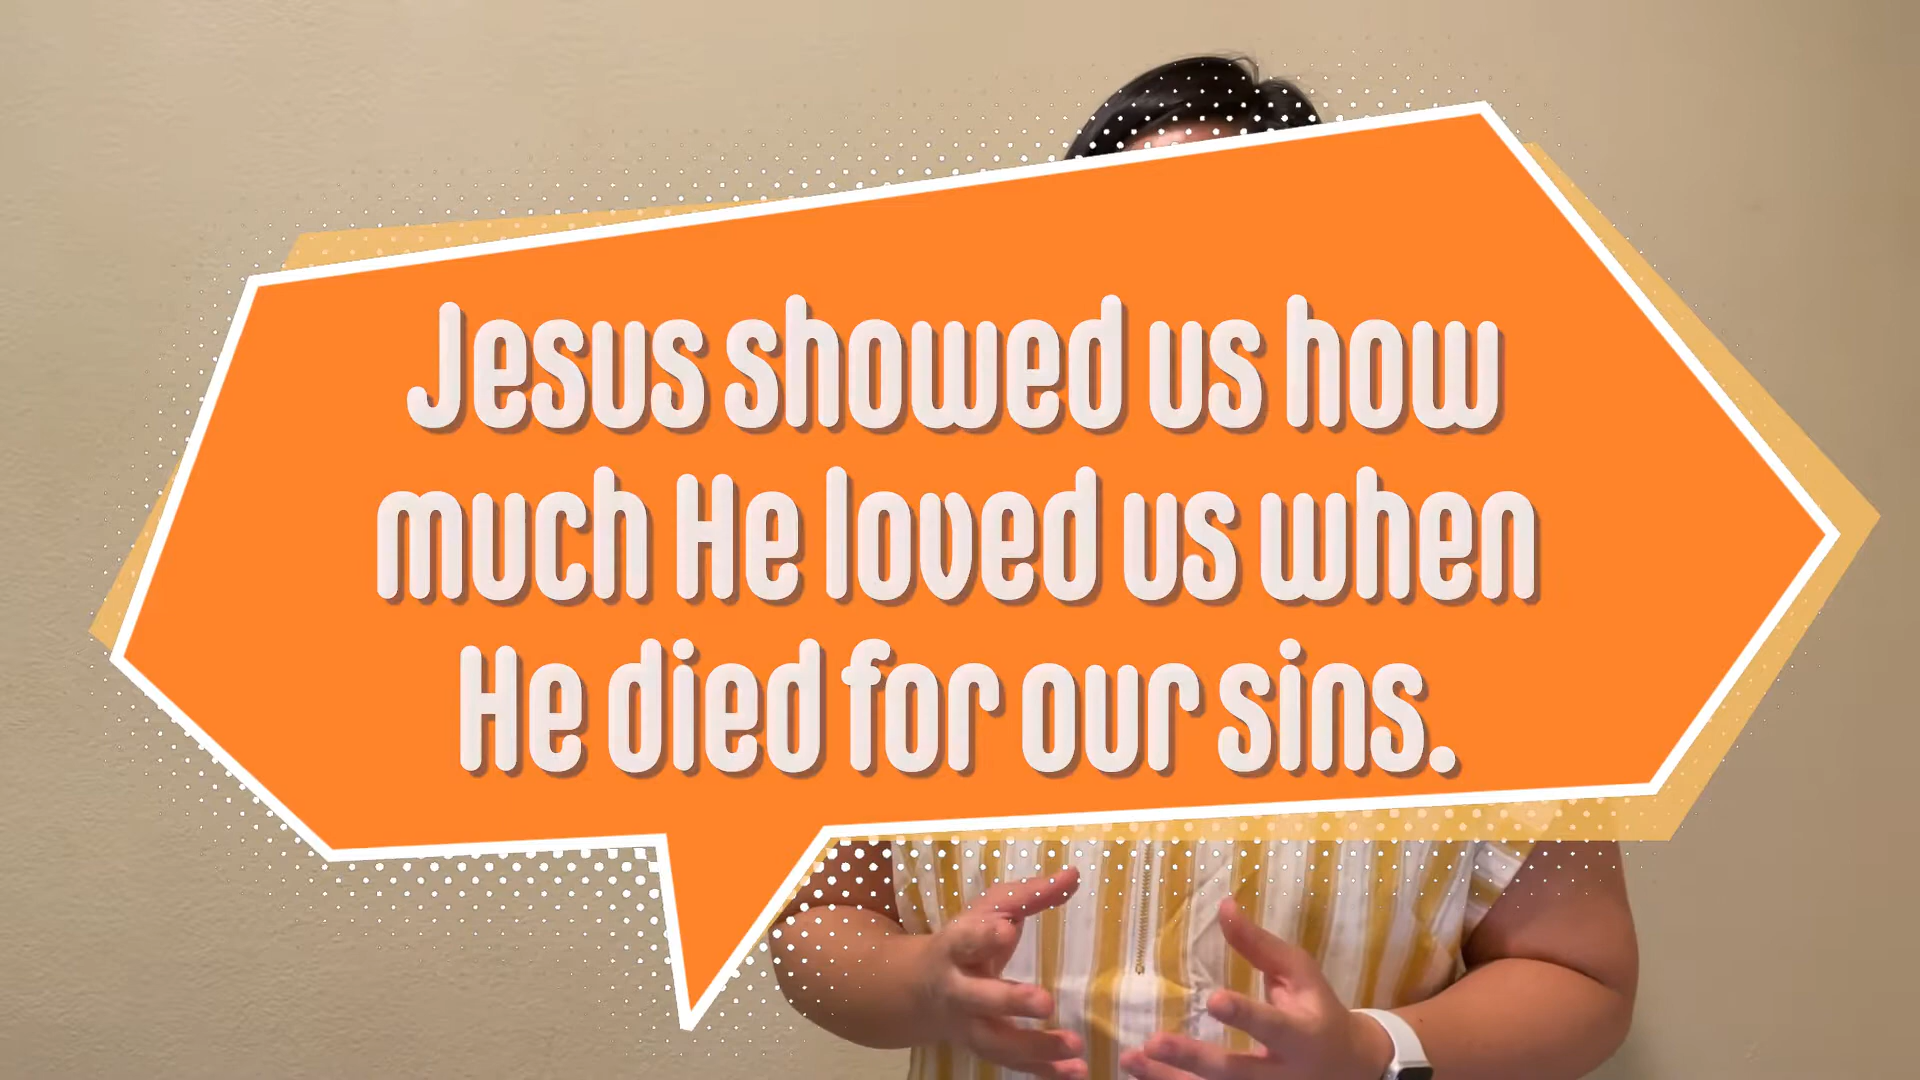 Jesus showed us how
much He loved us when
He died for our sins.